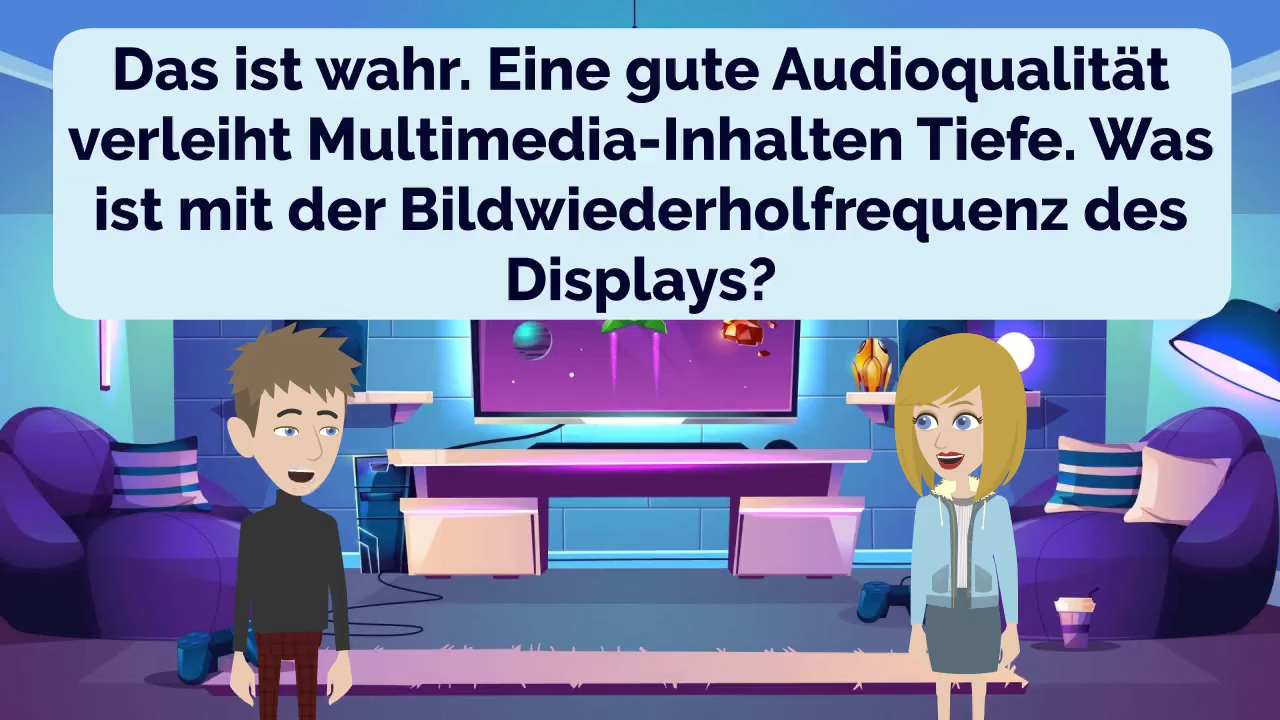 Das ist wahr. Eine gute Audioqualität
verleiht Multimedia-Inhalten Tiefe. Was
ist mit der Bildwiederholfrequenz des
Displays?